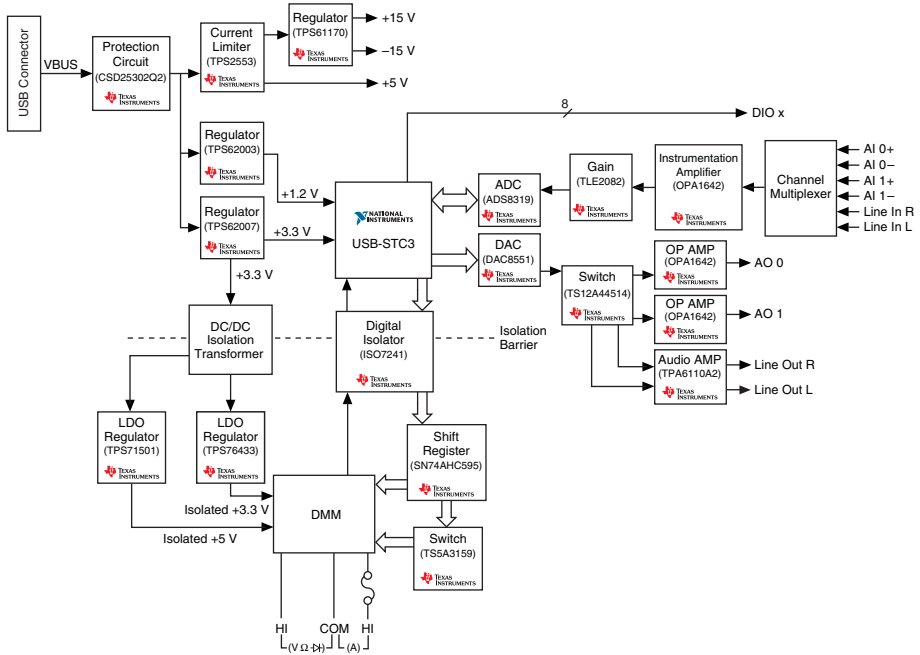 USB Connector
VBUS
Protection
Circuit
(CSD25302Q2)
TEXAS
INSTRUMENTS
Current
Limiter
(TPS2553)
TEXAS
INSTRUMENTS
Regulator
(TPS61170)
TEXAS
INSTRUMENTS
+15 V
–15 V
+5 V
Regulator
(TPS62003)
TEXAS
INSTRUMENTS
+1.2 V
Regulator
(TPS62007)
TEXAS
INSTRUMENTS
+3.3 V
+3.3 V
NATIONAL
INSTRUMENTS
USB-STC3
8
DIO x
ADC
(ADS8319)
TEXAS
INSTRUMENTS
Gain
(TLE2082)
TEXAS
INSTRUMENTS
Instrumentation
Amplifier
(OPA1642)
TEXAS
INSTRUMENTS
Channel
Multiplexer
AI 0+
AI 0–
AI 1+
AI 1–
Line In R
Line In L
DAC
(DAC8551)
TEXAS
INSTRUMENTS
Switch
(TS12A44514)
TEXAS
INSTRUMENTS
OP AMP
(OPA1642)
TEXAS
INSTRUMENTS
AO 0
OP AMP
(OPA1642)
TEXAS
INSTRUMENTS
AO 1
Audio AMP
(TPA6110A2)
TEXAS
INSTRUMENTS
Line Out R
Line Out L
DC/DC
Isolation
Transformer
Digital
Isolator
(ISO7241)
TEXAS
INSTRUMENTS
Isolation
Barrier
LDO
Regulator
(TPS71501)
TEXAS
INSTRUMENTS
LDO
Regulator
(TPS76433)
TEXAS
INSTRUMENTS
Shift
Register
(SN74AHC595)
TEXAS
INSTRUMENTS
Isolated +3.3 V
Isolated +5 V
DMM
Switch
(TS5A3159)
TEXAS
INSTRUMENTS
HI
COM
HI
(V Ω )
(A)